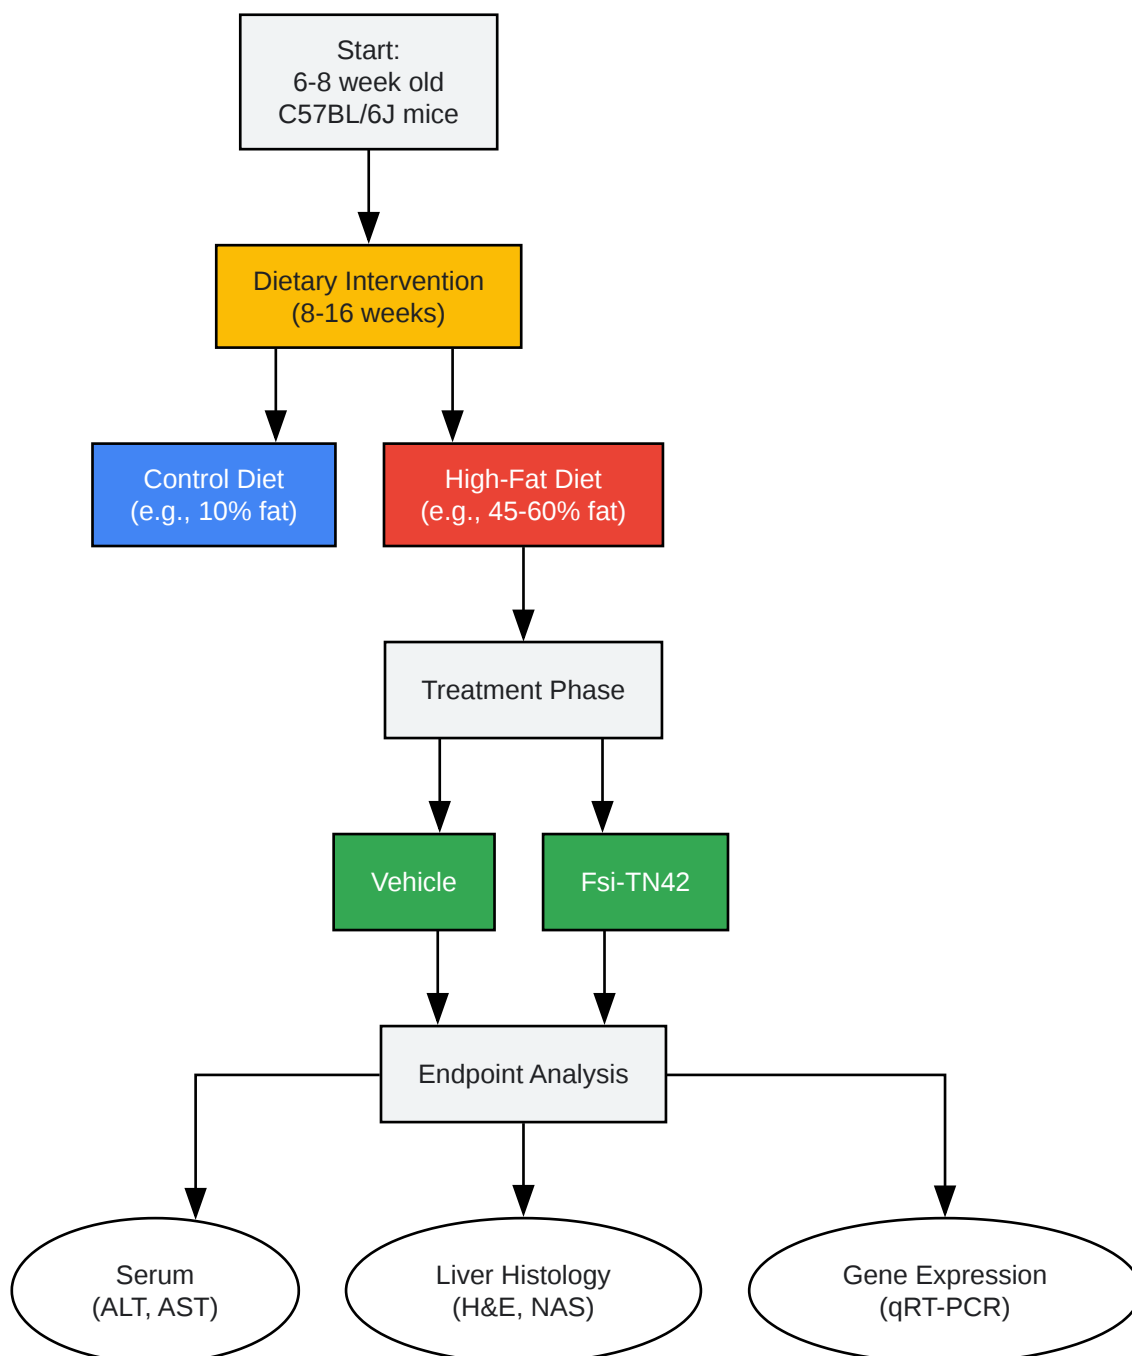 Start:
6-8 week old
C57BL/6J mice
Dietary Intervention
(8-16 weeks)
Control Diet
(e.g., 10% fat)
High-Fat Diet
(e.g., 45-60% fat)
Treatment Phase
Vehicle
Fsi-TN42
Endpoint Analysis
Serum
(ALT, AST)
Liver Histology
(H&E, NAS)
Gene Expression
(qRT-PCR)